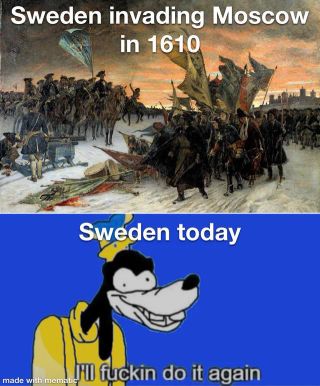 Sweden invading Moscow
in 1610
Sweden today
I'll fuckin do it again
made with mematic